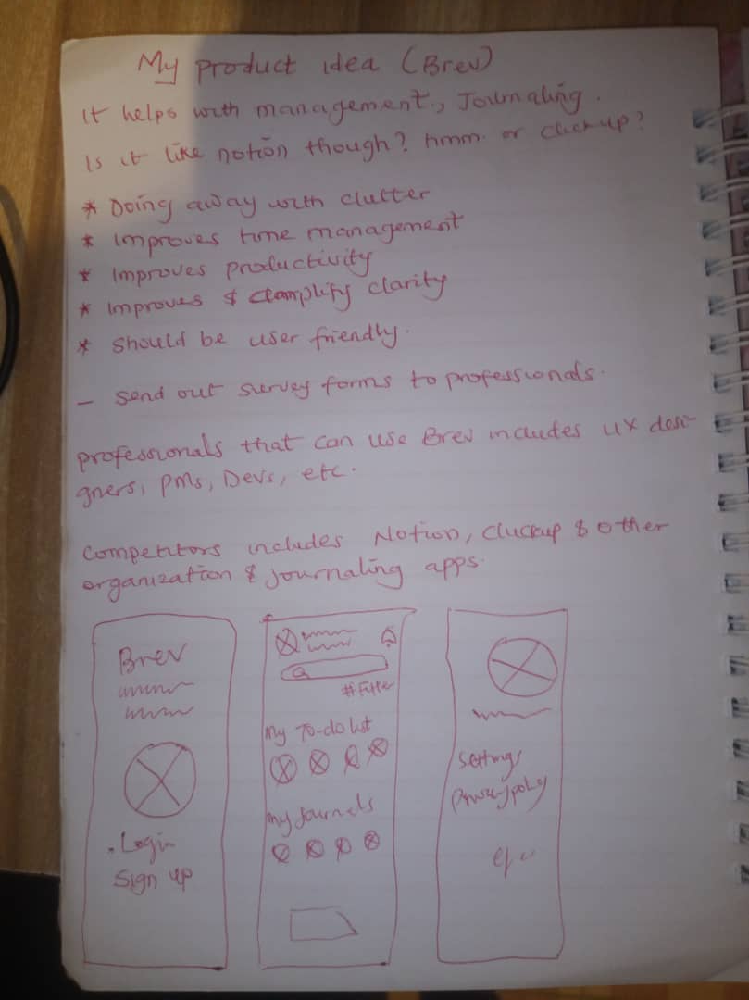 My product idea (Brev)
It helps with management, Journaling.
Is it like notion though? hmm. or clickup?
* Doing away with clutter
* Improves time management
* Improves productivity
* Improves & clamplify clarity
* Should be user friendly.
- Send out survey forms to professionals.
professionals that can use Brev includes UX desi-
gners, PMs, Devs, etc.
Competitors includes Notion, Clickup & other
organization & journaling apps.
Brev
Login
Sign up
#Filter
My To-do list
My Journals
Settings
Privacy policy